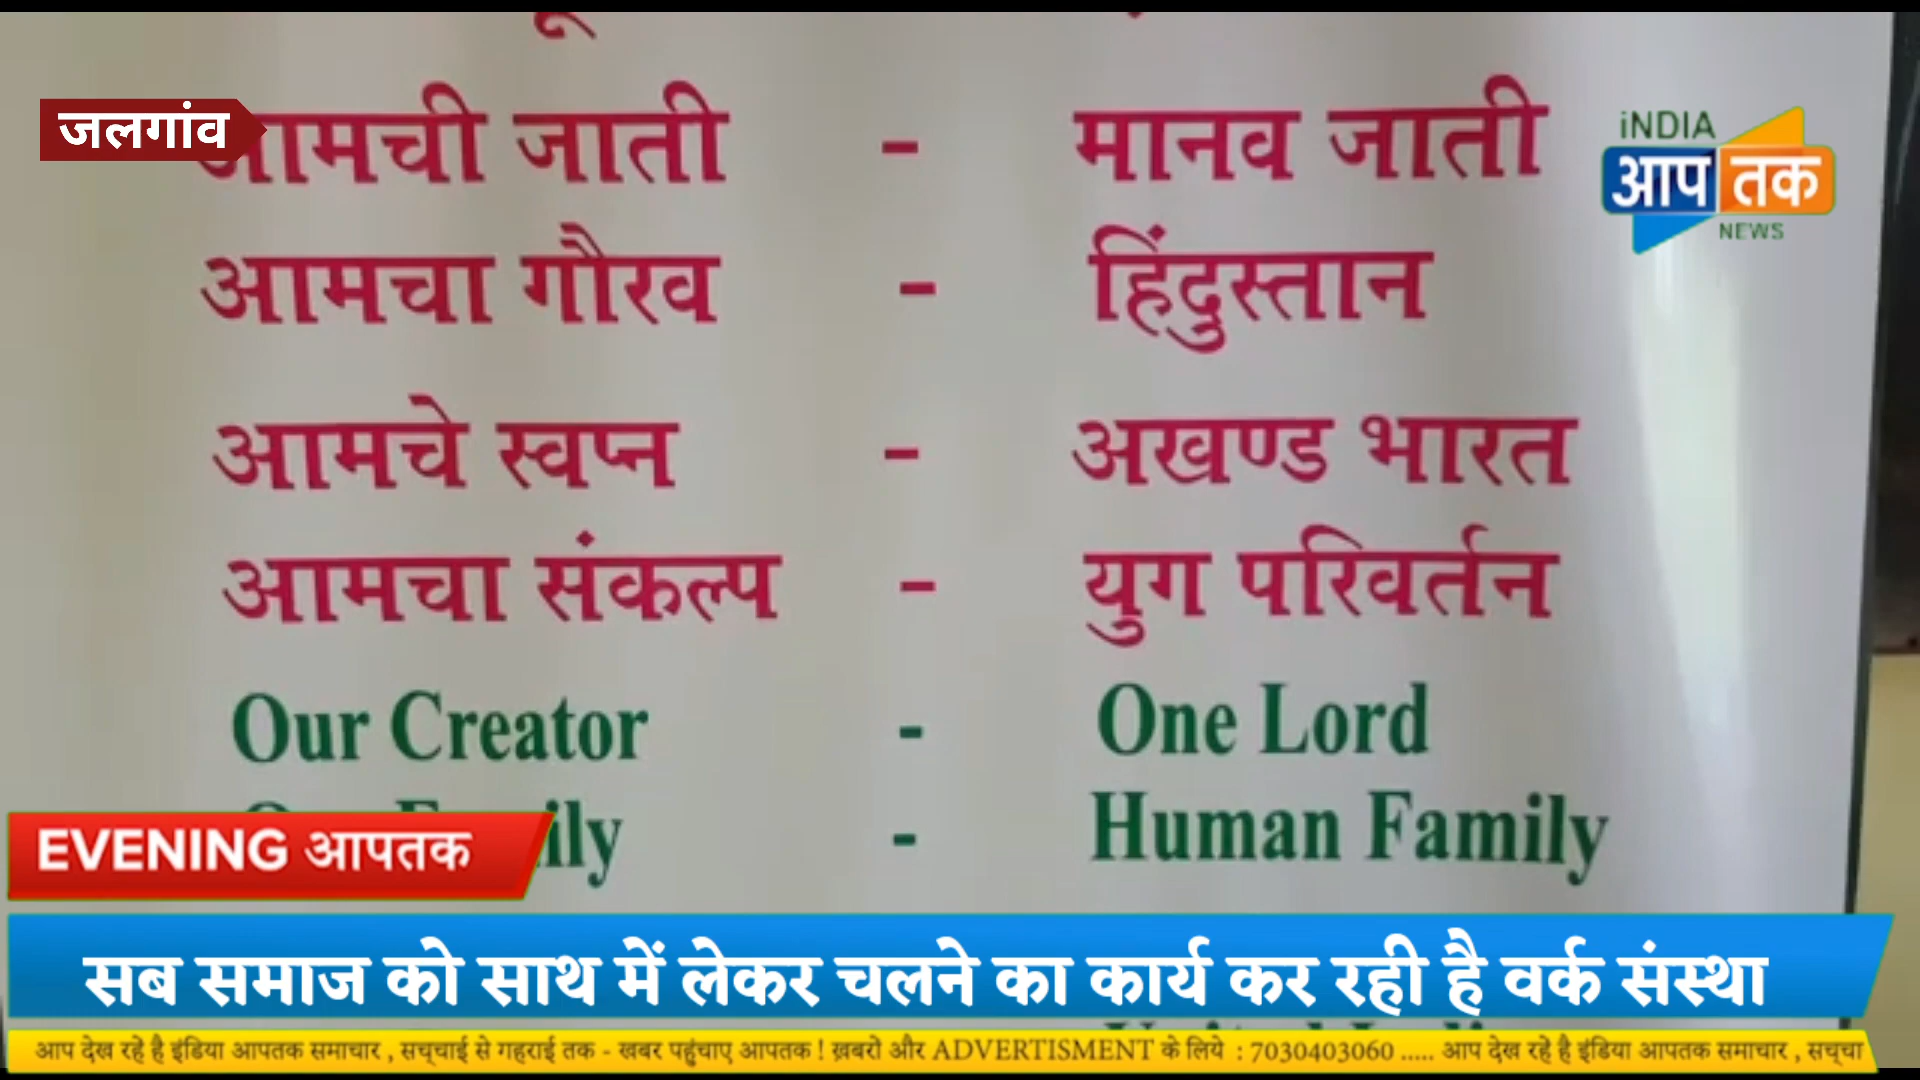 जलगांव
आमची जाती - मानव जाती
iNDIA
आप तक
NEWS
आमचा गौरव - हिंदुस्तान
आमचे स्वप्न - अखण्ड भारत
आमचा संकल्प - युग परिवर्तन
Our Creator - One Lord
- Human Family
EVENING आपतक
सब समाज को साथ में लेकर चलने का कार्य कर रही है वर्क संस्था
आप देख रहे है इंडिया आपतक समाचार , सच्चाई से गहराई तक - खबर पहुंचाए आपतक ! ख़बरो और ADVERTISMENT के लिये : 7030403060 ..... आप देख रहे है इंडिया आपतक समाचार , सच्चा